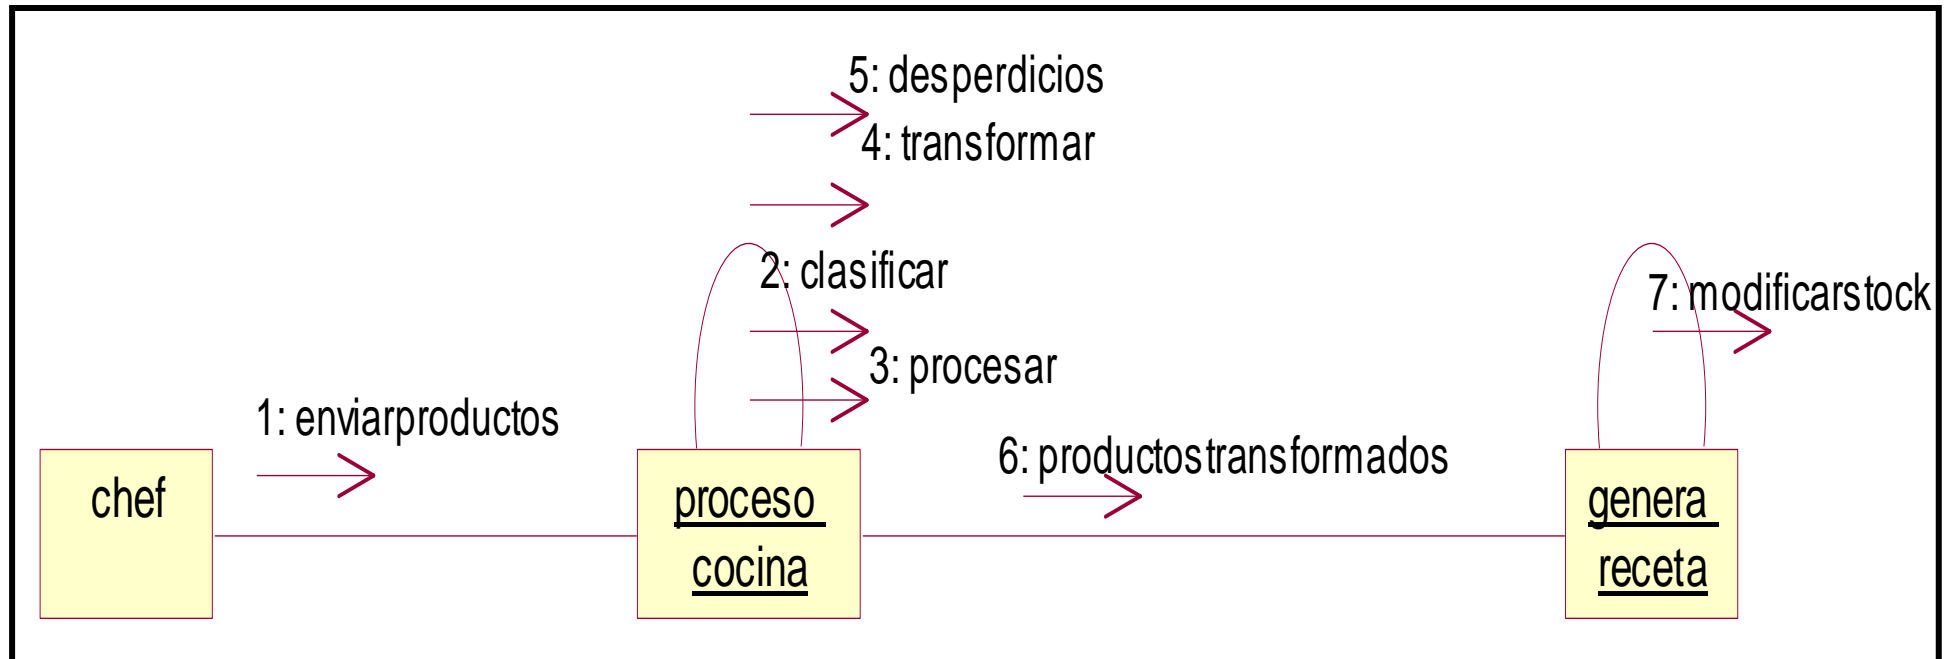 5: desperdicios
4: transformar
2: clasificar
7: modificarstock
3: procesar
1: enviarproductos
6: productostransformados
chef
proceso
cocina
genera
receta